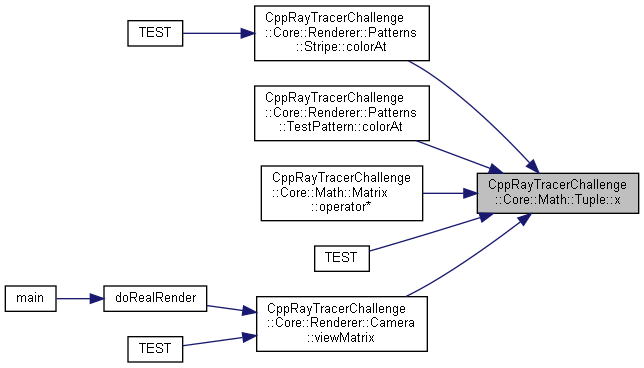 TEST
CppRayTracerChallenge
::Core::Renderer::Patterns
::Stripe::colorAt
CppRayTracerChallenge
::Core::Renderer::Patterns
::TestPattern::colorAt
CppRayTracerChallenge
::Core::Math::Matrix
::operator*
CppRayTracerChallenge
::Core::Math::Tuple::x
TEST
main
doRealRender
CppRayTracerChallenge
::Core::Renderer::Camera
::viewMatrix
TEST